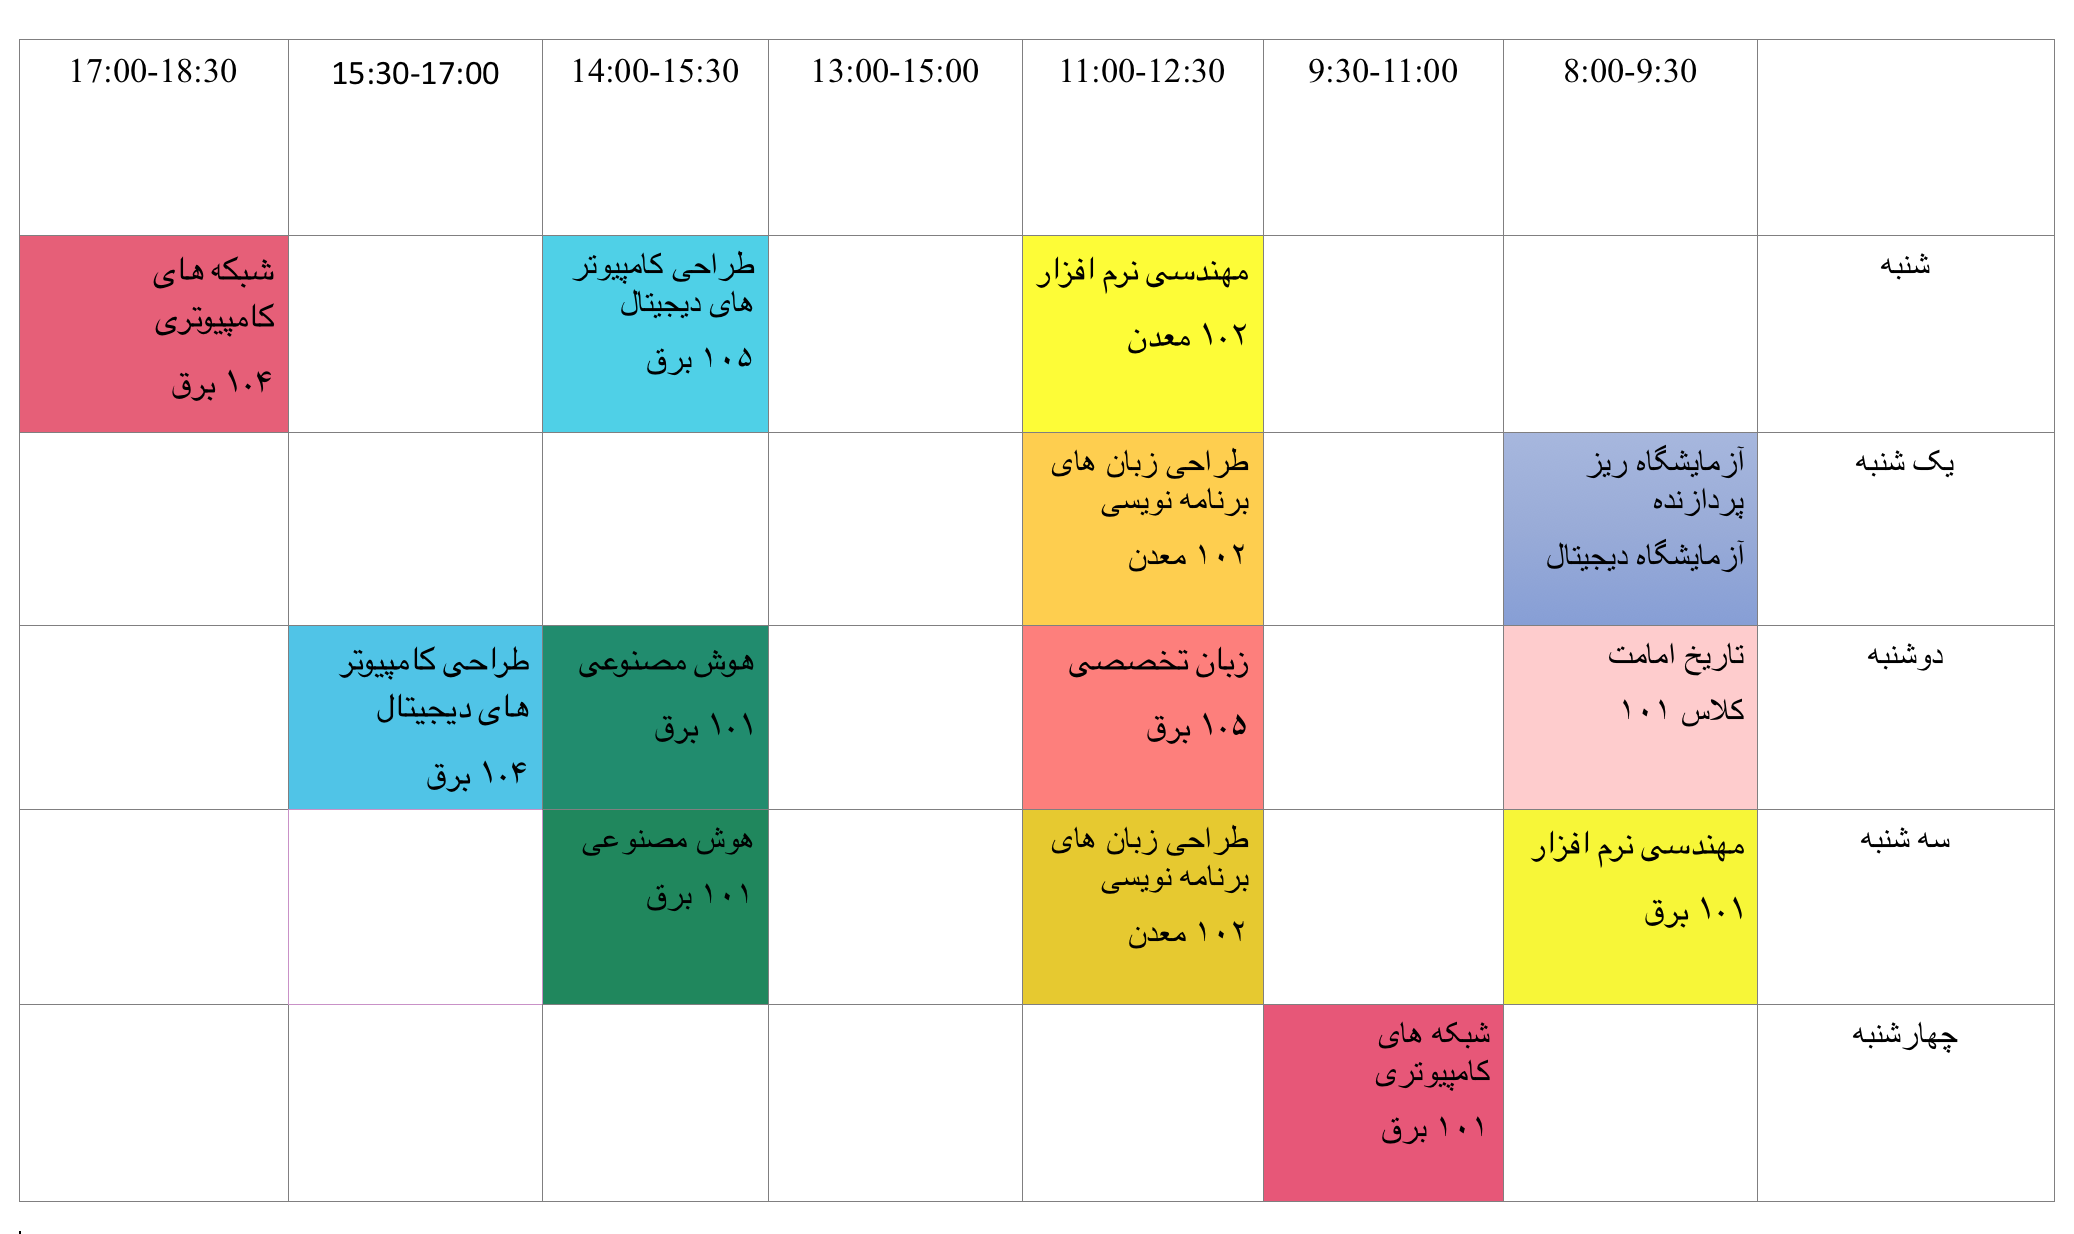 8:00-9:30
9:30-11:00
11:00-12:30
13:00-15:00
14:00-15:30
15:30-17:00
17:00-18:30
شنبه
مهندسی نرم افزار
۱۰۲ معدن
طراحی کامپیوتر
های دیجیتال
۱۰۵ برق
شبکه های
کامپیوتری
۱۰۴ برق
یک شنبه
آزمایشگاه ریز
پردازنده
آزمایشگاه دیجیتال
طراحی زبان های
برنامه نویسی
۱۰۲ معدن
دوشنبه
تاریخ امامت
کلاس ۱۰۱
زبان تخصصی
۱۰۵ برق
هوش مصنوعی
۱۰۱ برق
طراحی کامپیوتر
های دیجیتال
۱۰۴ برق
سه شنبه
مهندسی نرم افزار
۱۰۱ برق
طراحی زبان های
برنامه نویسی
۱۰۲ معدن
هوش مصنوعی
۱۰۱ برق
چهارشنبه
شبکه های
کامپیوتری
۱۰۱ برق